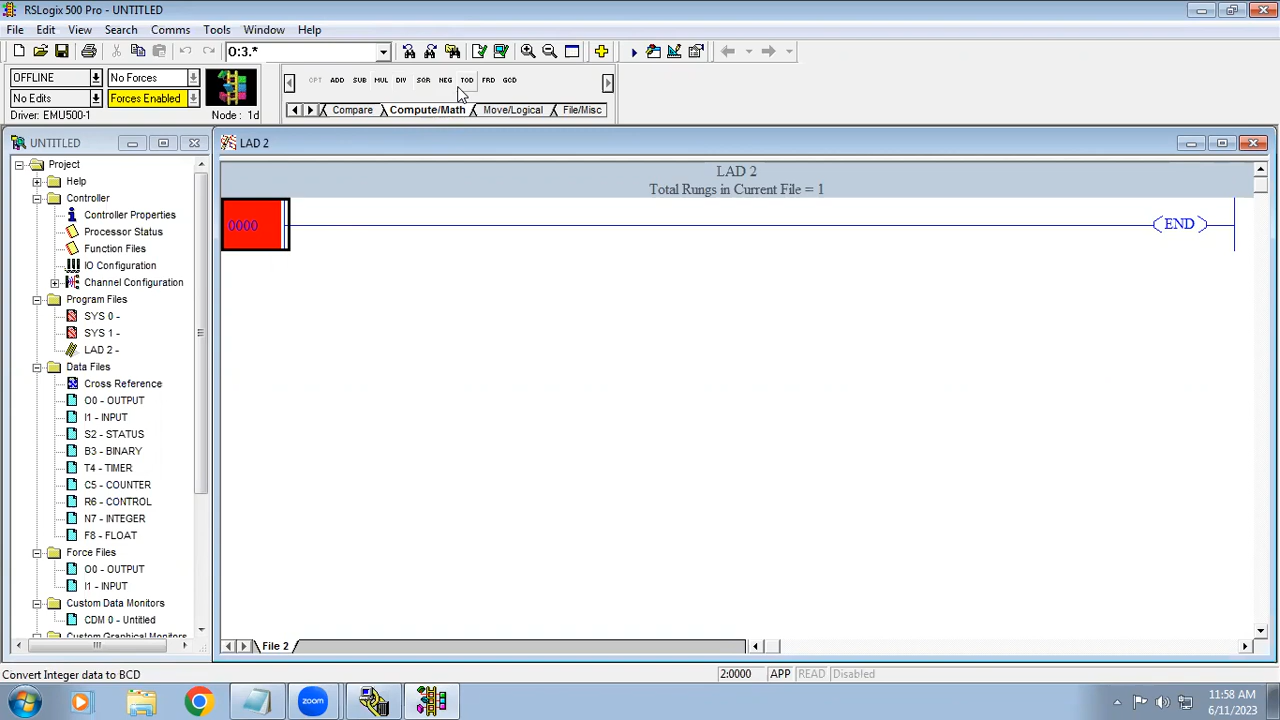 RSLogix 500 Pro - UNTITLED
File Edit View Search Comms Tools Window Help
O:3.*
OFFLINE No Forces
No Edits Forces Enabled
Driver: EMU500-1 Node : 1d
CPT ADD SUB MUL DIV SQR NEG TOD FRD GCD
Compare Compute/Math Move/Logical File/Misc
UNTITLED
Project
Help
Controller
Controller Properties
Processor Status
Function Files
IO Configuration
Channel Configuration
Program Files
SYS 0 -
SYS 1 -
LAD 2 -
Data Files
Cross Reference
O0 - OUTPUT
I1 - INPUT
S2 - STATUS
B3 - BINARY
T4 - TIMER
C5 - COUNTER
R6 - CONTROL
N7 - INTEGER
F8 - FLOAT
Force Files
O0 - OUTPUT
I1 - INPUT
Custom Data Monitors
CDM 0 - Untitled
Custom Graphical Monitors
LAD 2
LAD 2
Total Rungs in Current File = 1
0000
END
File 2
Convert Integer data to BCD
2:0000 APP READ Disabled
zoom
11:58 AM
6/11/2023